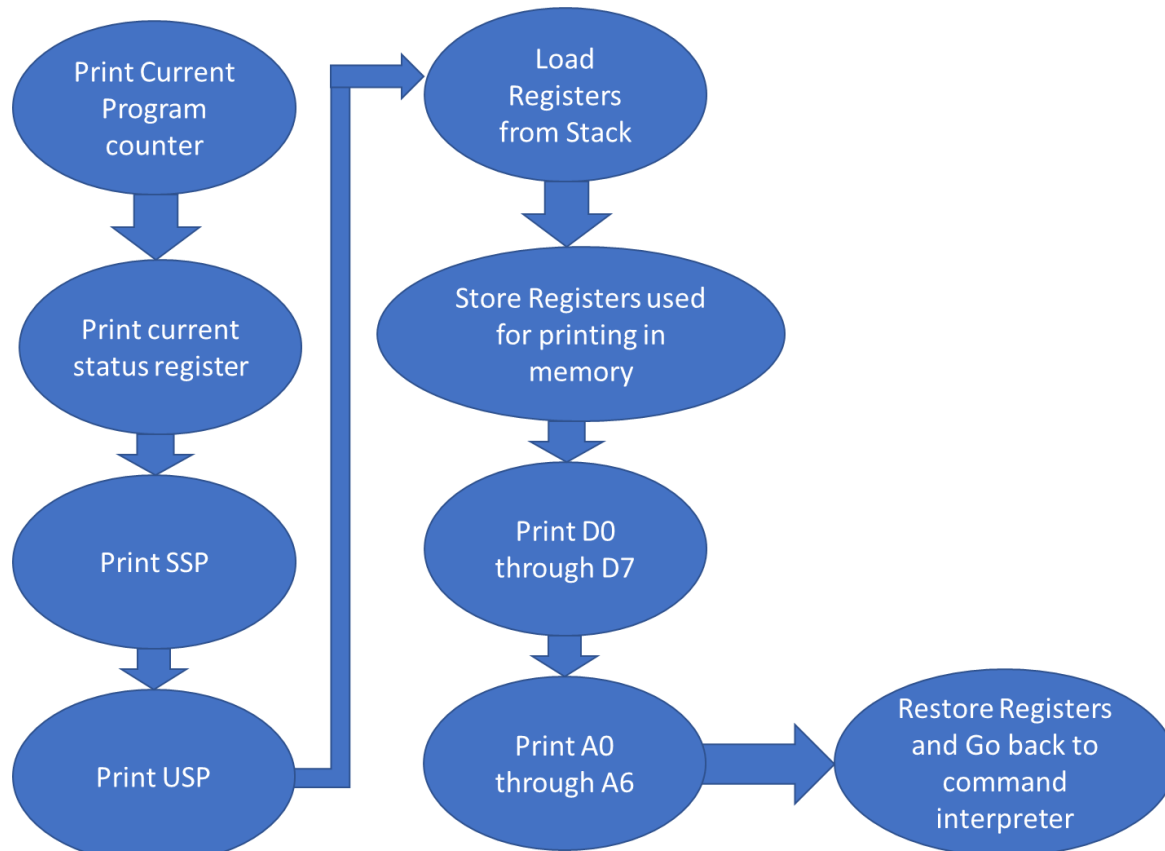 Print Current
Program
counter
Print current
status register
Print SSP
Print USP
Load
Registers
from Stack
Store Registers used
for printing in
memory
Print D0
through D7
Print A0
through A6
Restore Registers
and Go back to
command
interpreter